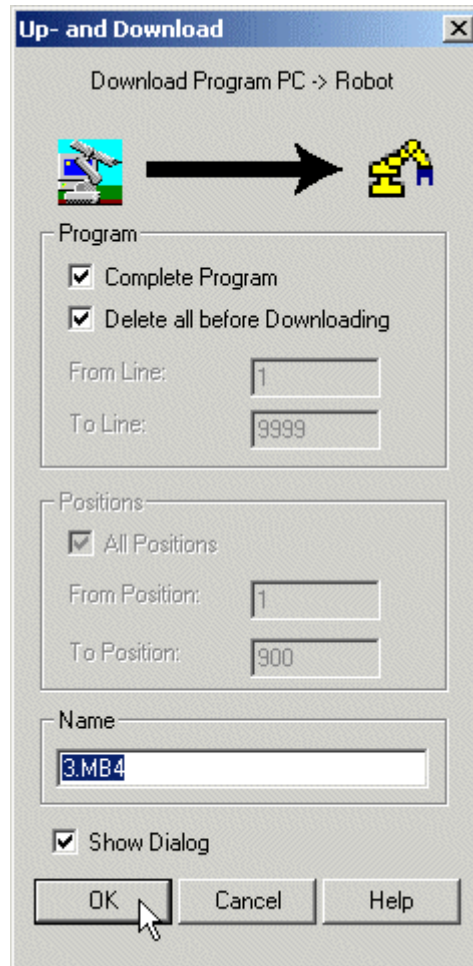 Up- and Download
Download Program PC -> Robot
Program
Complete Program
Delete all before Downloading
From Line: 1
To Line: 9999
Positions
All Positions
From Position: 1
To Position: 900
Name
3.MB4
Show Dialog
OK Cancel Help